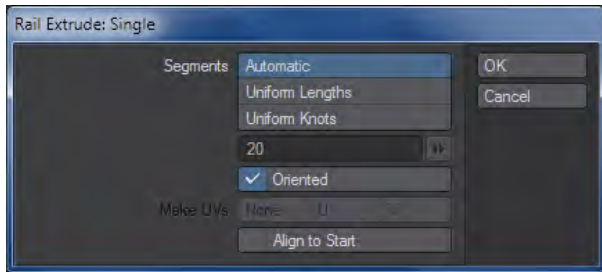 Rail Extrude: Single
Segments Automatic OK
Uniform Lengths Cancel
Uniform Knots
20
Oriented
Make UVs None U
Align to Start